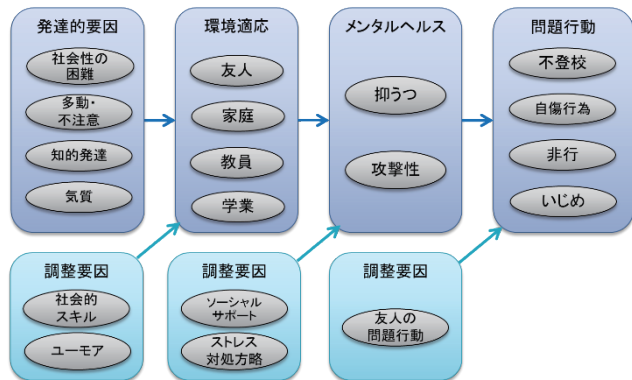 発達的要因
社会性の
困難
多動・
不注意
知的発達
気質
環境適応
友人
家庭
教員
学業
メンタルヘルス
抑うつ
攻撃性
問題行動
不登校
自傷行為
非行
いじめ
調整要因
社会的
スキル
ユーモア
調整要因
ソーシャル
サポート
ストレス
対処方略
調整要因
友人の
問題行動